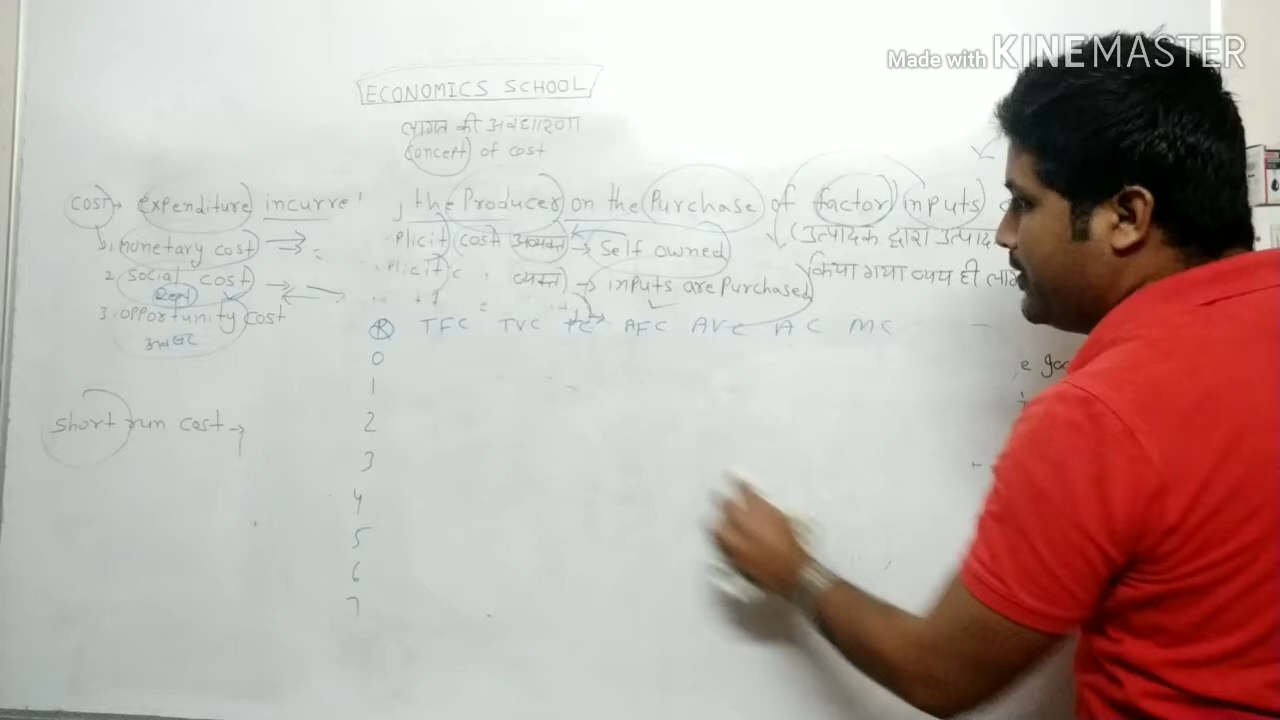 Made with KINEMASTER
ECONOMICS SCHOOL
लागत की अवधारणा
Concept of cost
cost → expenditure incurre the Producer on the Purchase of factor inputs
1. Monetary cost plicit cost अव्यक्त → Self owned (उत्पादक द्वारा उत्पाद
2. Social cost plicit c व्यक्त) → inputs are Purchased किया गया व्यय ही लाग
3. opportunity cost
अवसर
TFC TVC TC AFC AVC AC MC
0
1
short run cost → 2
3
4
5
6
7